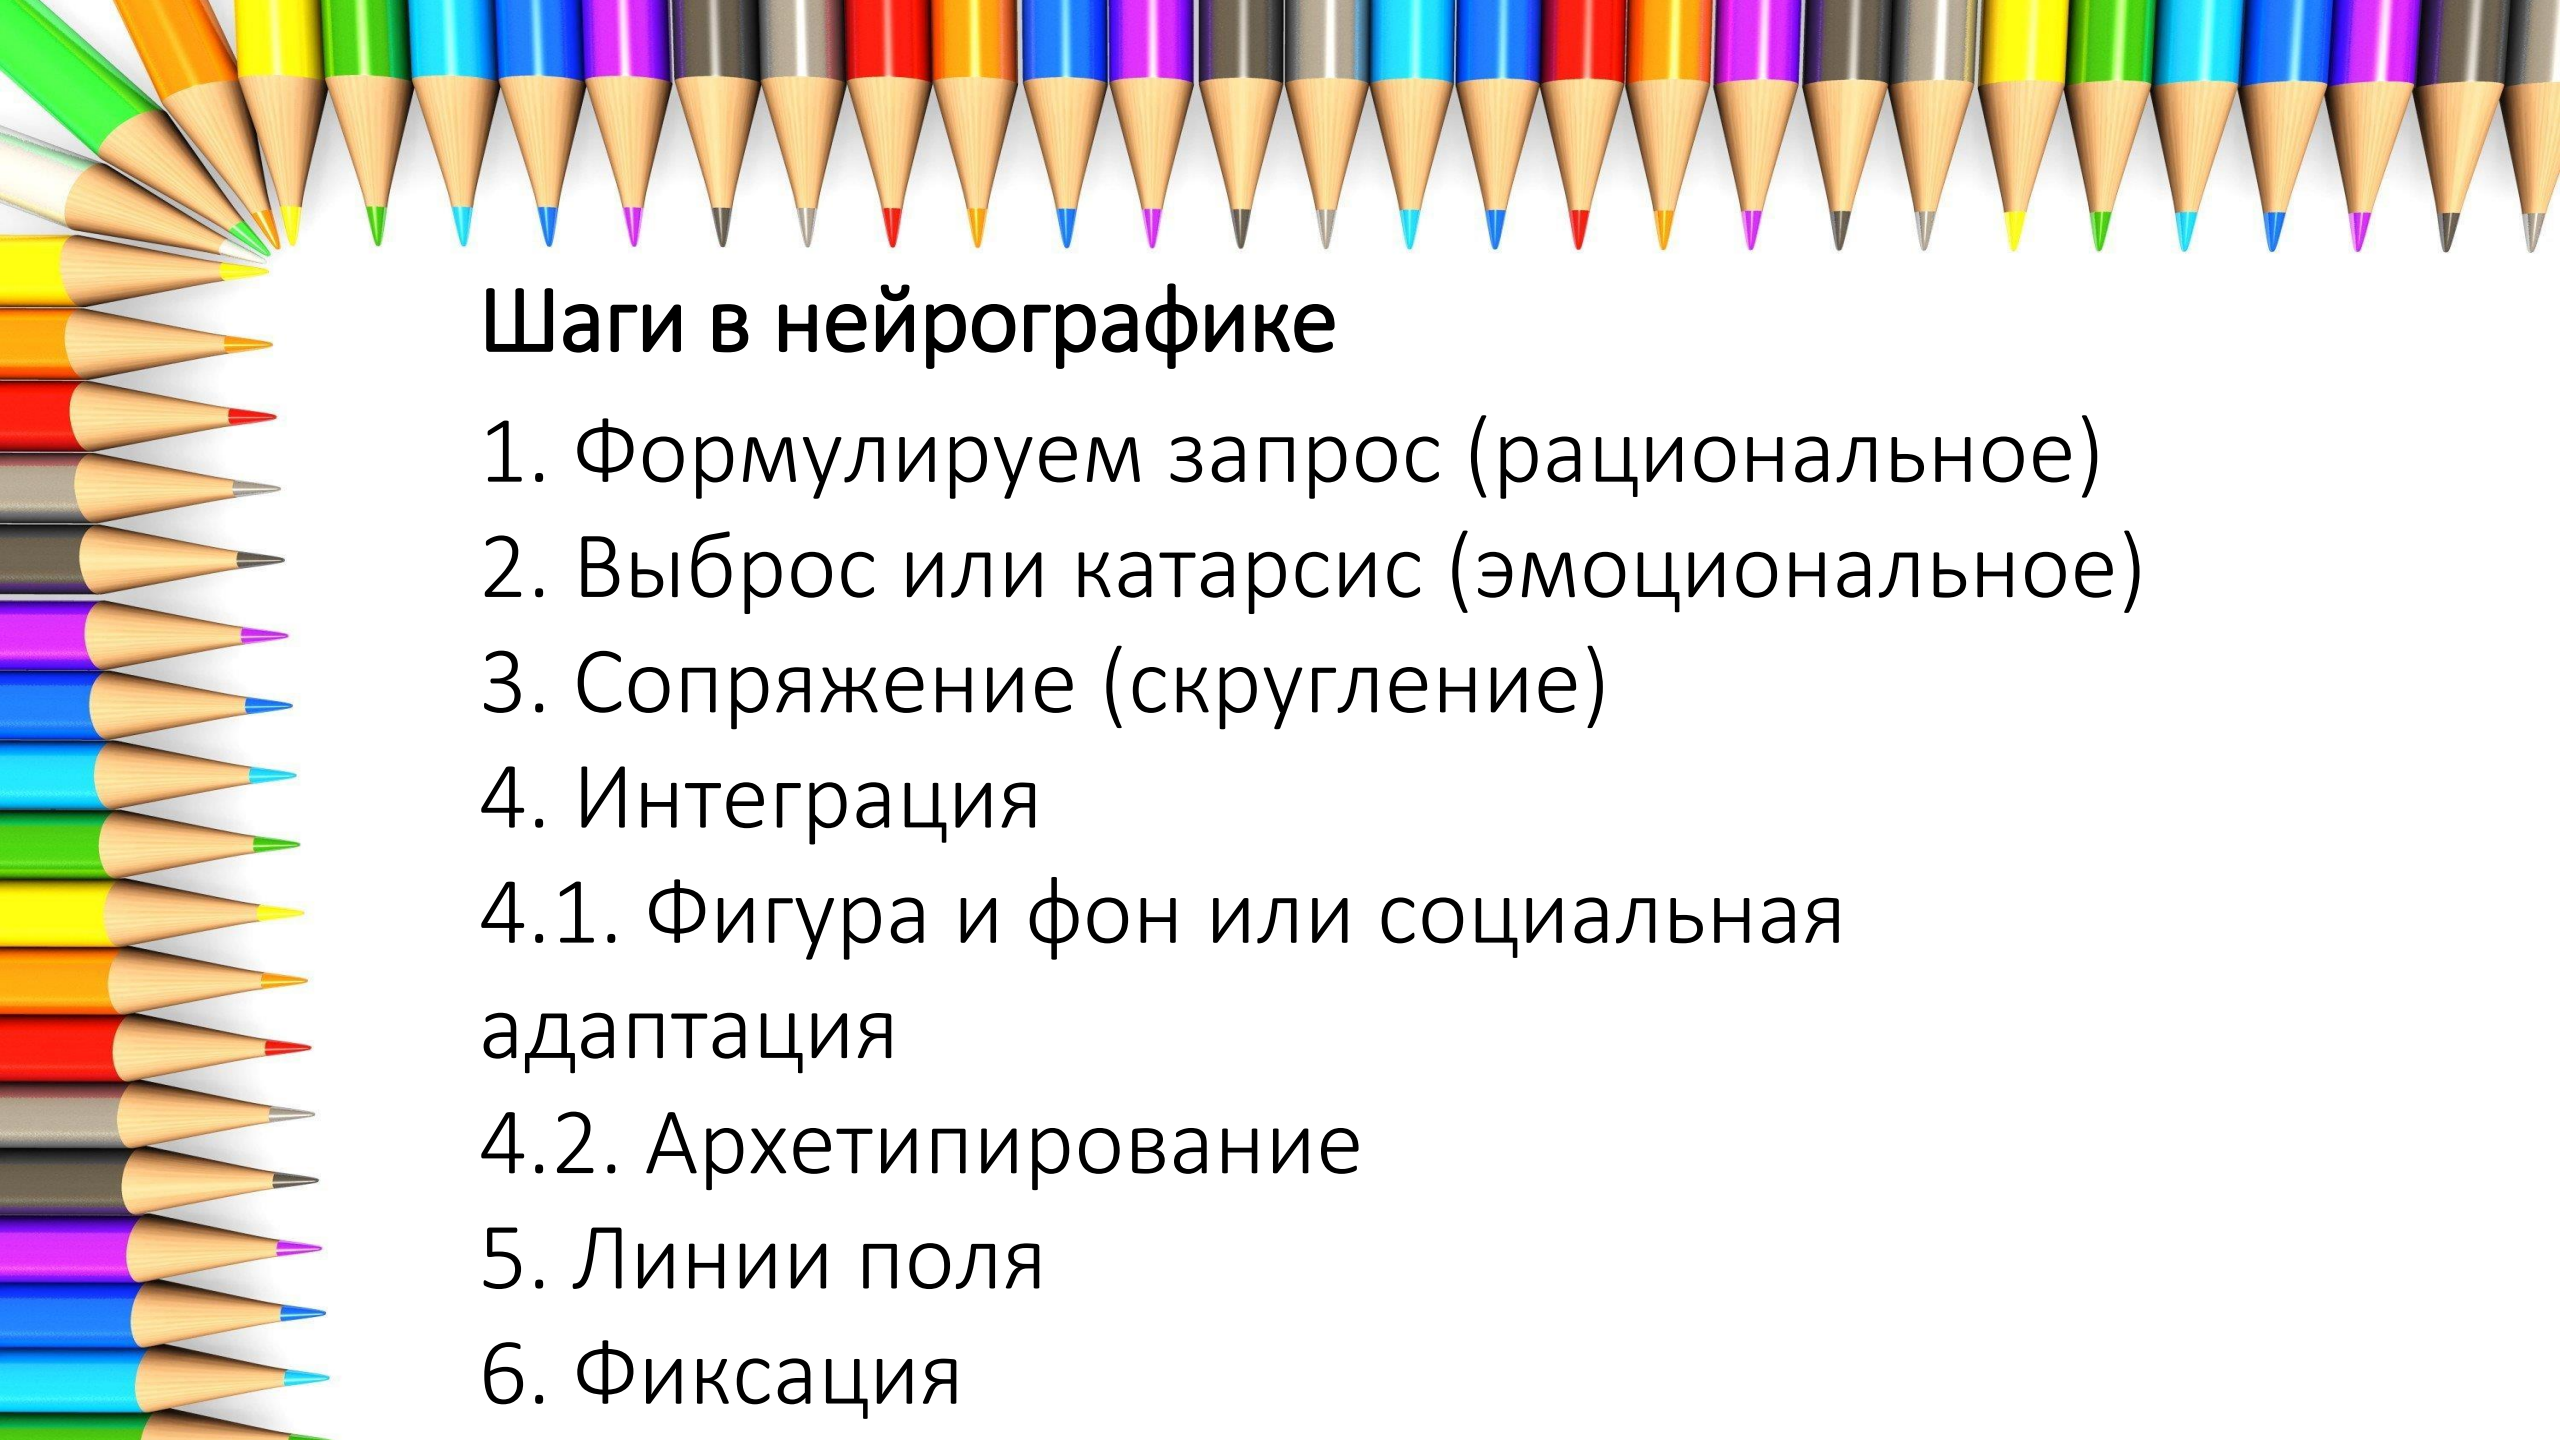 Шаги в нейрографике
1. Формулируем запрос (рациональное)
2. Выброс или катарсис (эмоциональное)
3. Сопряжение (скругление)
4. Интеграция
4.1. Фигура и фон или социальная
адаптация
4.2. Архетипирование
5. Линии поля
6. Фиксация